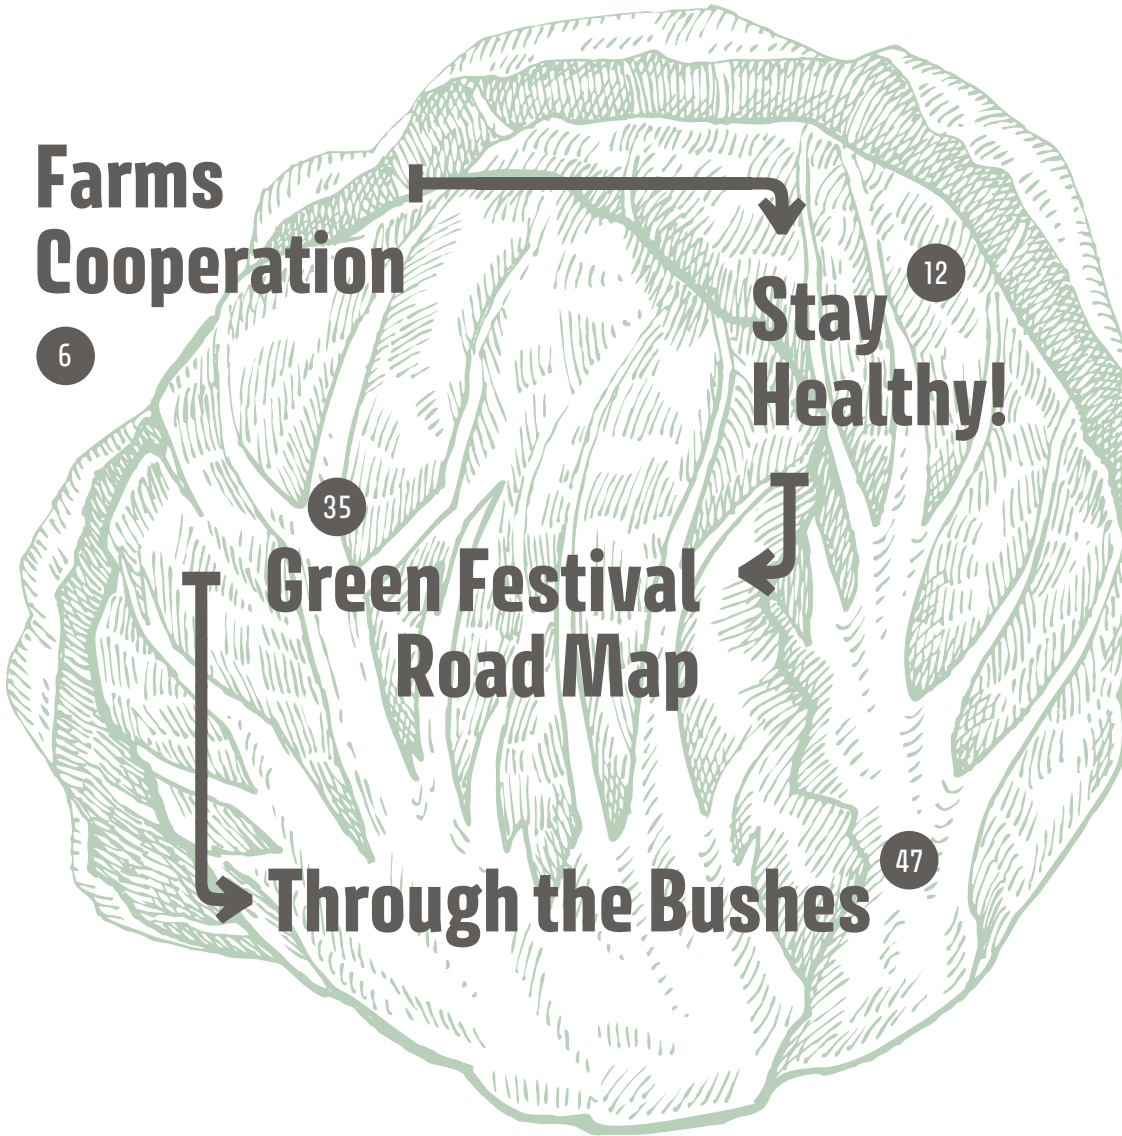 Farms
Cooperation
6
12
Stay
Healthy!
35
Green Festival
Road Map
47
Through the Bushes